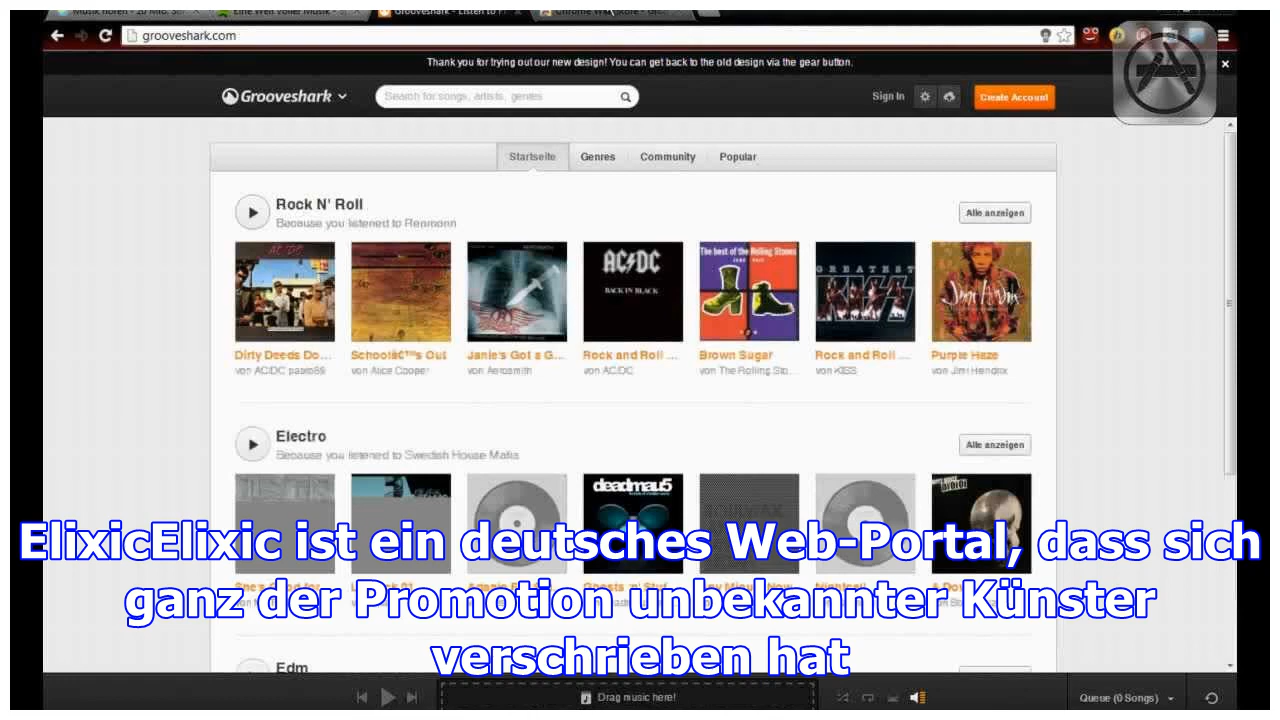 grooveshark.com
Thank you for trying out our new design! You can get back to the old design via the gear button.
Grooveshark
Search for songs, artists, genres
Sign In
Create Account
Startseite Genres Community Popular
Rock N' Roll
Because you listened to Renmann
Alle anzeigen
AC/DC
BACK IN BLACK
The best of the Rolling Stones
GREATEST
KISS
Dirty Deeds Do... Schoolâ€™s Out Janie's Got a G... Rock and Roll ... Brown Sugar Rock and Roll ... Purple Haze
von AC/DC pablo86 von Alice Cooper von Aerosmith von AC/DC von The Rolling Sto... von KISS von Jimi Hendrix
Electro
Because you listened to Swedish House Mafia
Alle anzeigen
deadmau5
ElixicElixic ist ein deutsches Web-Portal, dass sich
ganz der Promotion unbekannter Künster
verschrieben hat
Edm
Drag music here!
Queue (0 Songs)